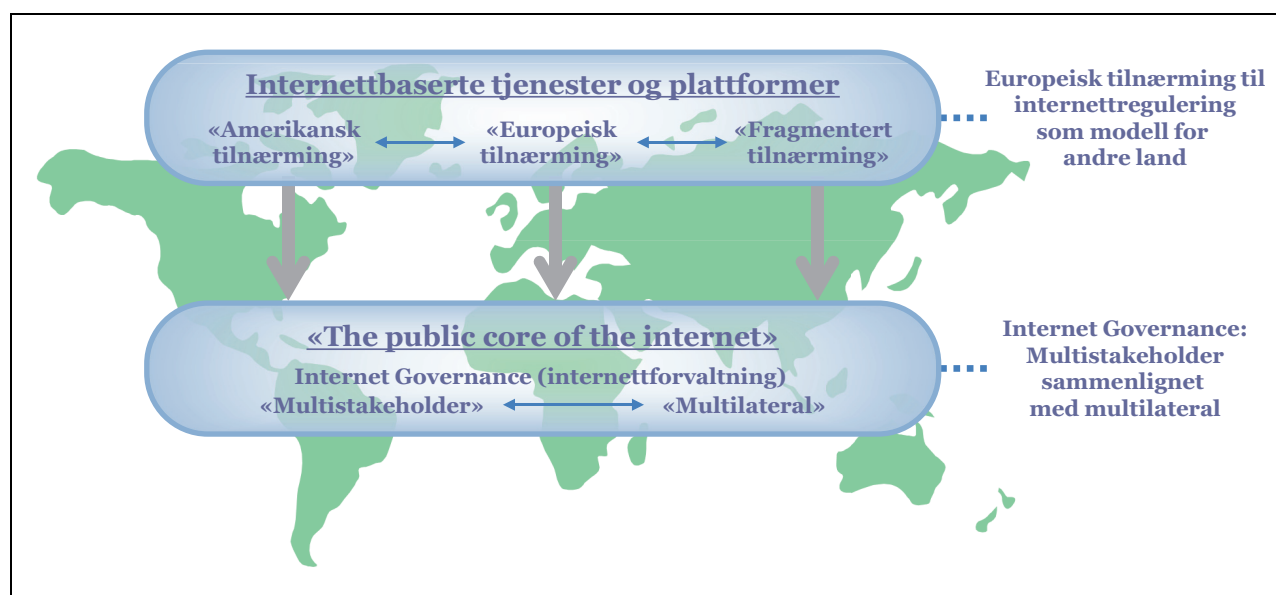 Internettbaserte tjenester og plattformer
«Amerikansk
tilnærming»
«Europeisk
tilnærming»
«Fragmentert
tilnærming»
Europeisk tilnærming til
internettregulering
som modell for
andre land
«The public core of the internet»
Internet Governance (internettforvaltning)
«Multistakeholder»
«Multilateral»
Internet Governance:
Multistakeholder
sammenlignet
med multilateral